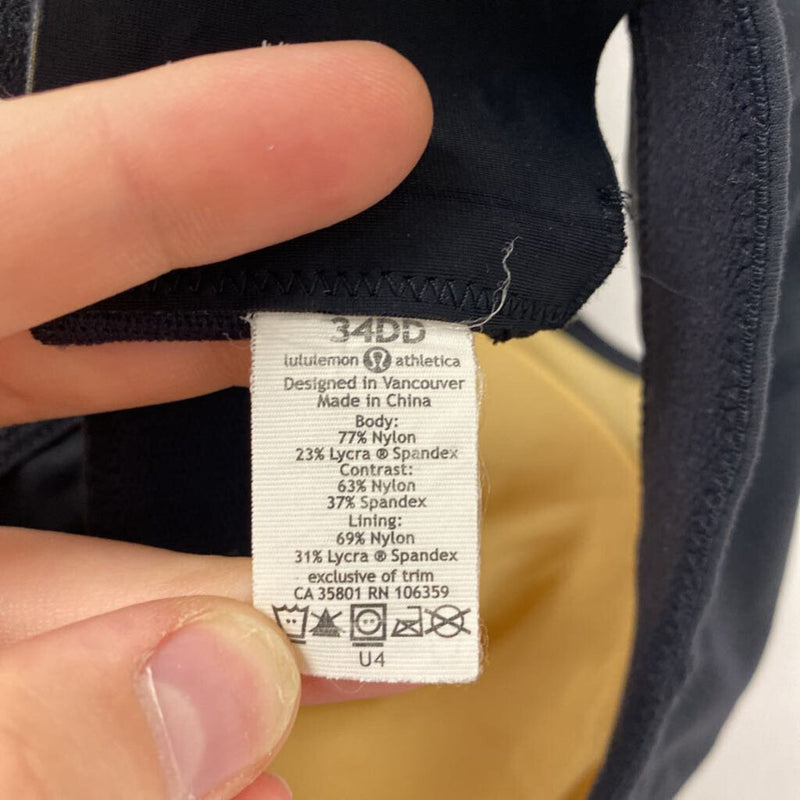 34DD
lululemon athletica
Designed in Vancouver
Made in China
Body:
77% Nylon
23% Lycra ® Spandex
Contrast:
63% Nylon
37% Spandex
Lining:
69% Nylon
31% Lycra ® Spandex
exclusive of trim
CA 35801 RN 106359
U4